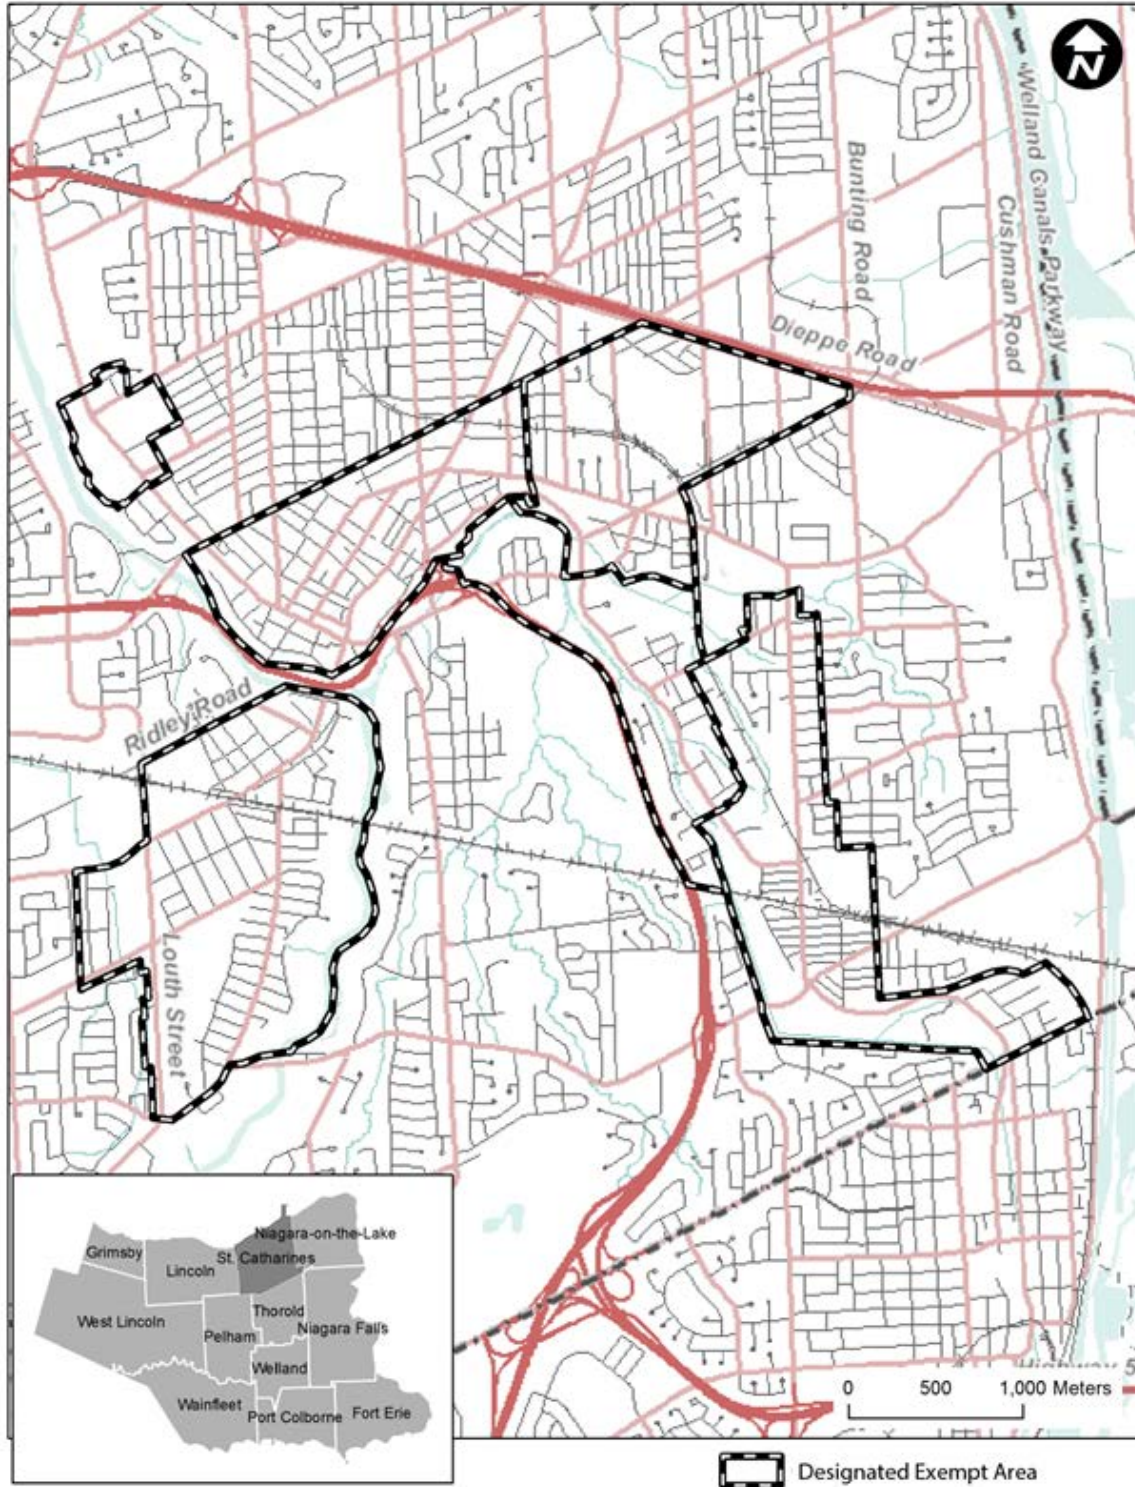 N
Welland Canals Parkway
Bunting Road
Cushman Road
Dieppe Road
Ridley Road
Louth Street
Niagara-on-the-Lake
Grimsby
St. Catharines
Lincoln
West Lincoln
Thorold
Pelham
Niagara Falls
Welland
Wainfleet
Port Colborne
Fort Erie
Highway 5
0 500 1,000 Meters
Designated Exempt Area